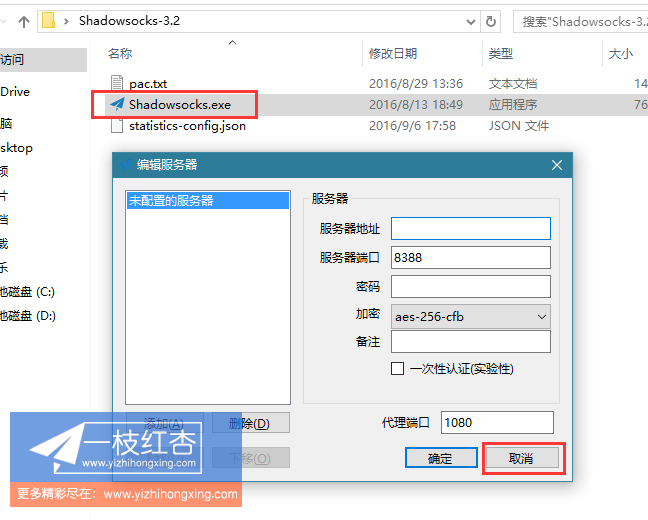 Shadowsocks-3.2
搜索"Shadowsocks-3.2
名称
修改日期
类型
大小
访问
pac.txt
2016/8/29 13:36
文本文档
14
Drive
Shadowsocks.exe
2016/8/13 18:49
应用程序
76
statistics-config.json
2016/9/6 17:58
JSON 文件
脑
sktop
频
片
档
载
乐
地磁盘 (C:)
地磁盘 (D:)
编辑服务器
未配置的服务器
服务器
服务器地址
服务器端口
8388
密码
加密
aes-256-cfb
备注
一次性认证(实验性)
添加(A)
删除(D)
代理端口
1080
下移(O)
确定
取消
一枝红杏
www.yizhihongxing.com
更多精彩尽在：www.yizhihongxing.com